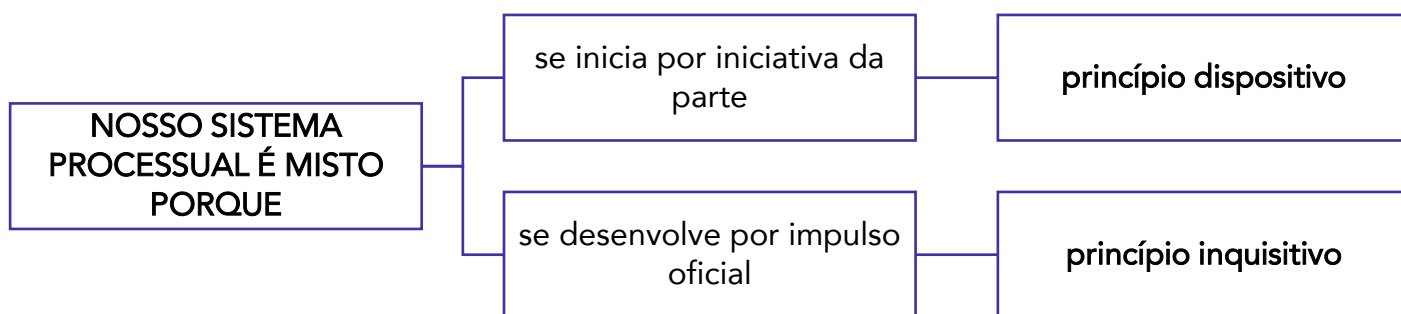 NOSSO SISTEMA
PROCESSUAL É MISTO
PORQUE
se inicia por iniciativa da
parte
princípio dispositivo
se desenvolve por impulso
oficial
princípio inquisitivo